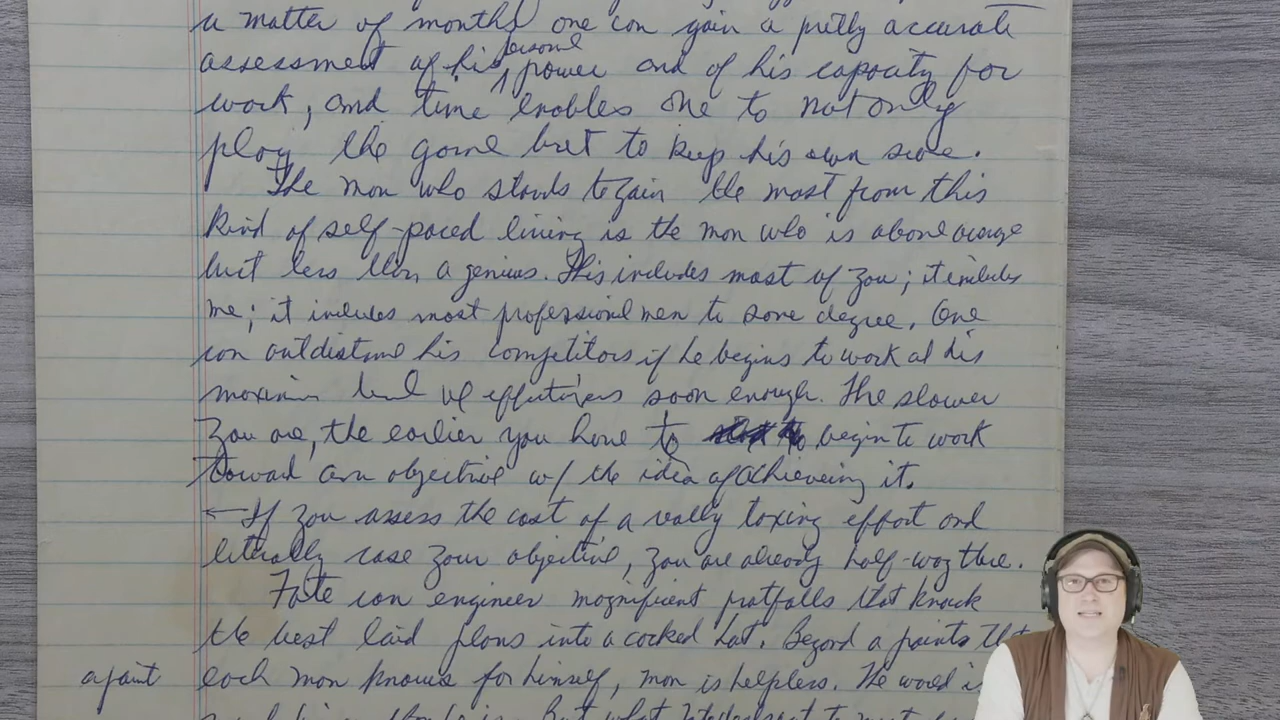 a matter of months one can gain a pretty accurate
assessment of his personal power and of his capacity for
work, and time enables one to not only
play the game but to keep his own score.
The man who stands to gain the most from this
kind of self-paced living is the man who is above average
but less than a genius. This includes most of you; it includes
me; it includes most professional men to some degree. One
can outdistance his competitors if he begins to work at his
maximum level of effectiveness soon enough. The slower
you are, the earlier you have to begin to work
toward an objective w/ the idea of achieveing it.
← If you assess the cost of a really taxing effort and
literally case your objective, you are already half-way there.
Fate can engineer magnificent pratfalls that knock
the best laid plans into a cocked hat. Beyond a points that
a point each man knows for himself, man is helpless. He would